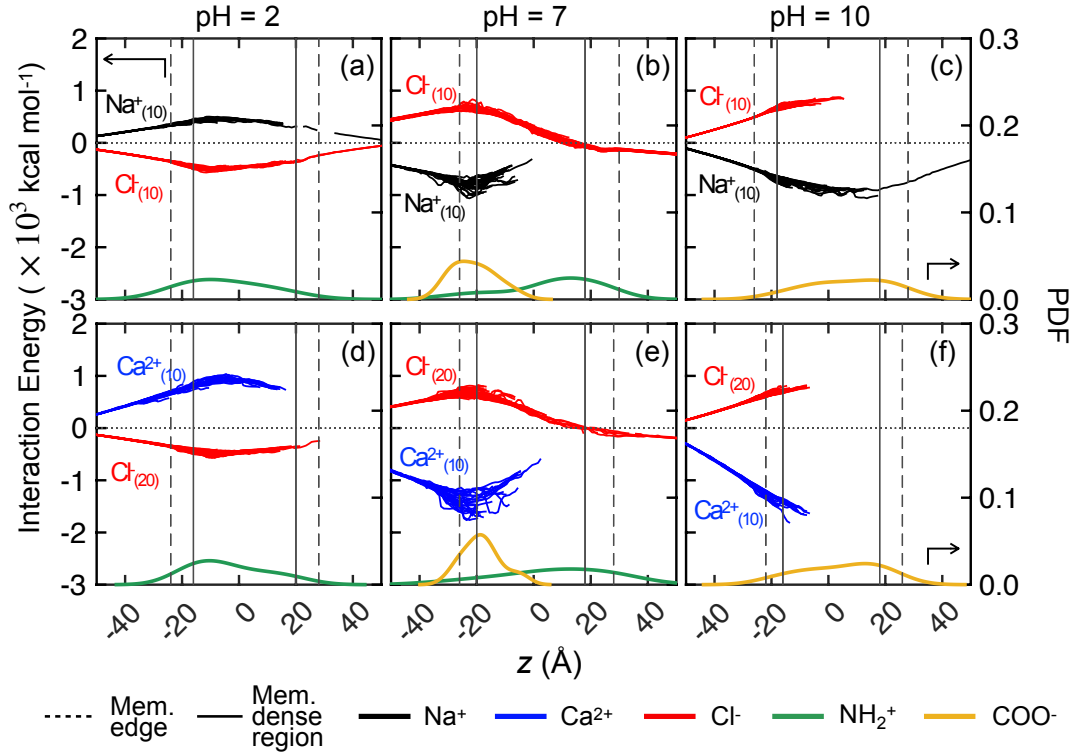 pH = 2 pH = 7 pH = 10
Interaction Energy ( × 10³ kcal mol⁻¹)
2
1
0
-1
-2
-3
(a)
Na⁺(10)
Cl⁻(10)
(b)
Cl⁻(10)
Na⁺(10)
(c)
Cl⁻(10)
Na⁺(10)
0.3
0.2
0.1
0.0
PDF
2
1
0
-1
-2
-3
(d)
Ca²⁺(10)
Cl⁻(20)
(e)
Cl⁻(20)
Ca²⁺(10)
(f)
Cl⁻(20)
Ca²⁺(10)
0.3
0.2
0.1
0.0
-40 -20 0 20 40 -40 -20 0 20 40 -40 -20 0 20 40
z (Å)
Mem.
edge
Mem.
dense
region
Na⁺
Ca²⁺
Cl⁻
NH₂⁺
COO⁻